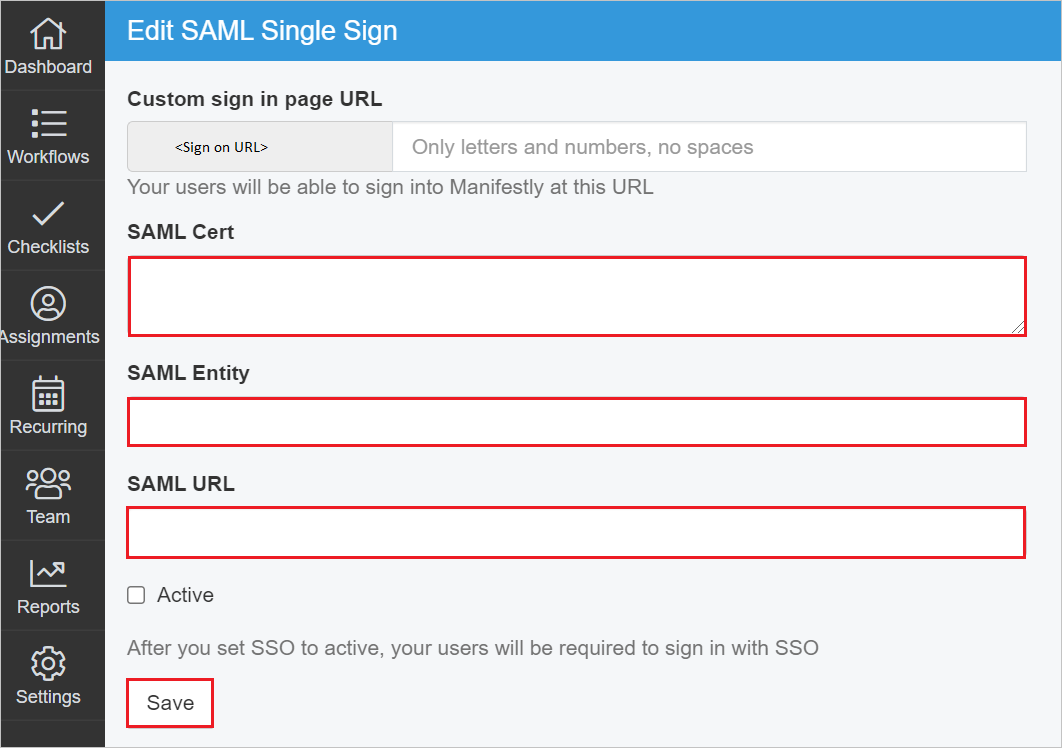 Dashboard
Workflows
Checklists
Assignments
Recurring
Team
Reports
Settings
Edit SAML Single Sign
Custom sign in page URL
<Sign on URL> Only letters and numbers, no spaces
Your users will be able to sign into Manifestly at this URL
SAML Cert
SAML Entity
SAML URL
Active
After you set SSO to active, your users will be required to sign in with SSO
Save